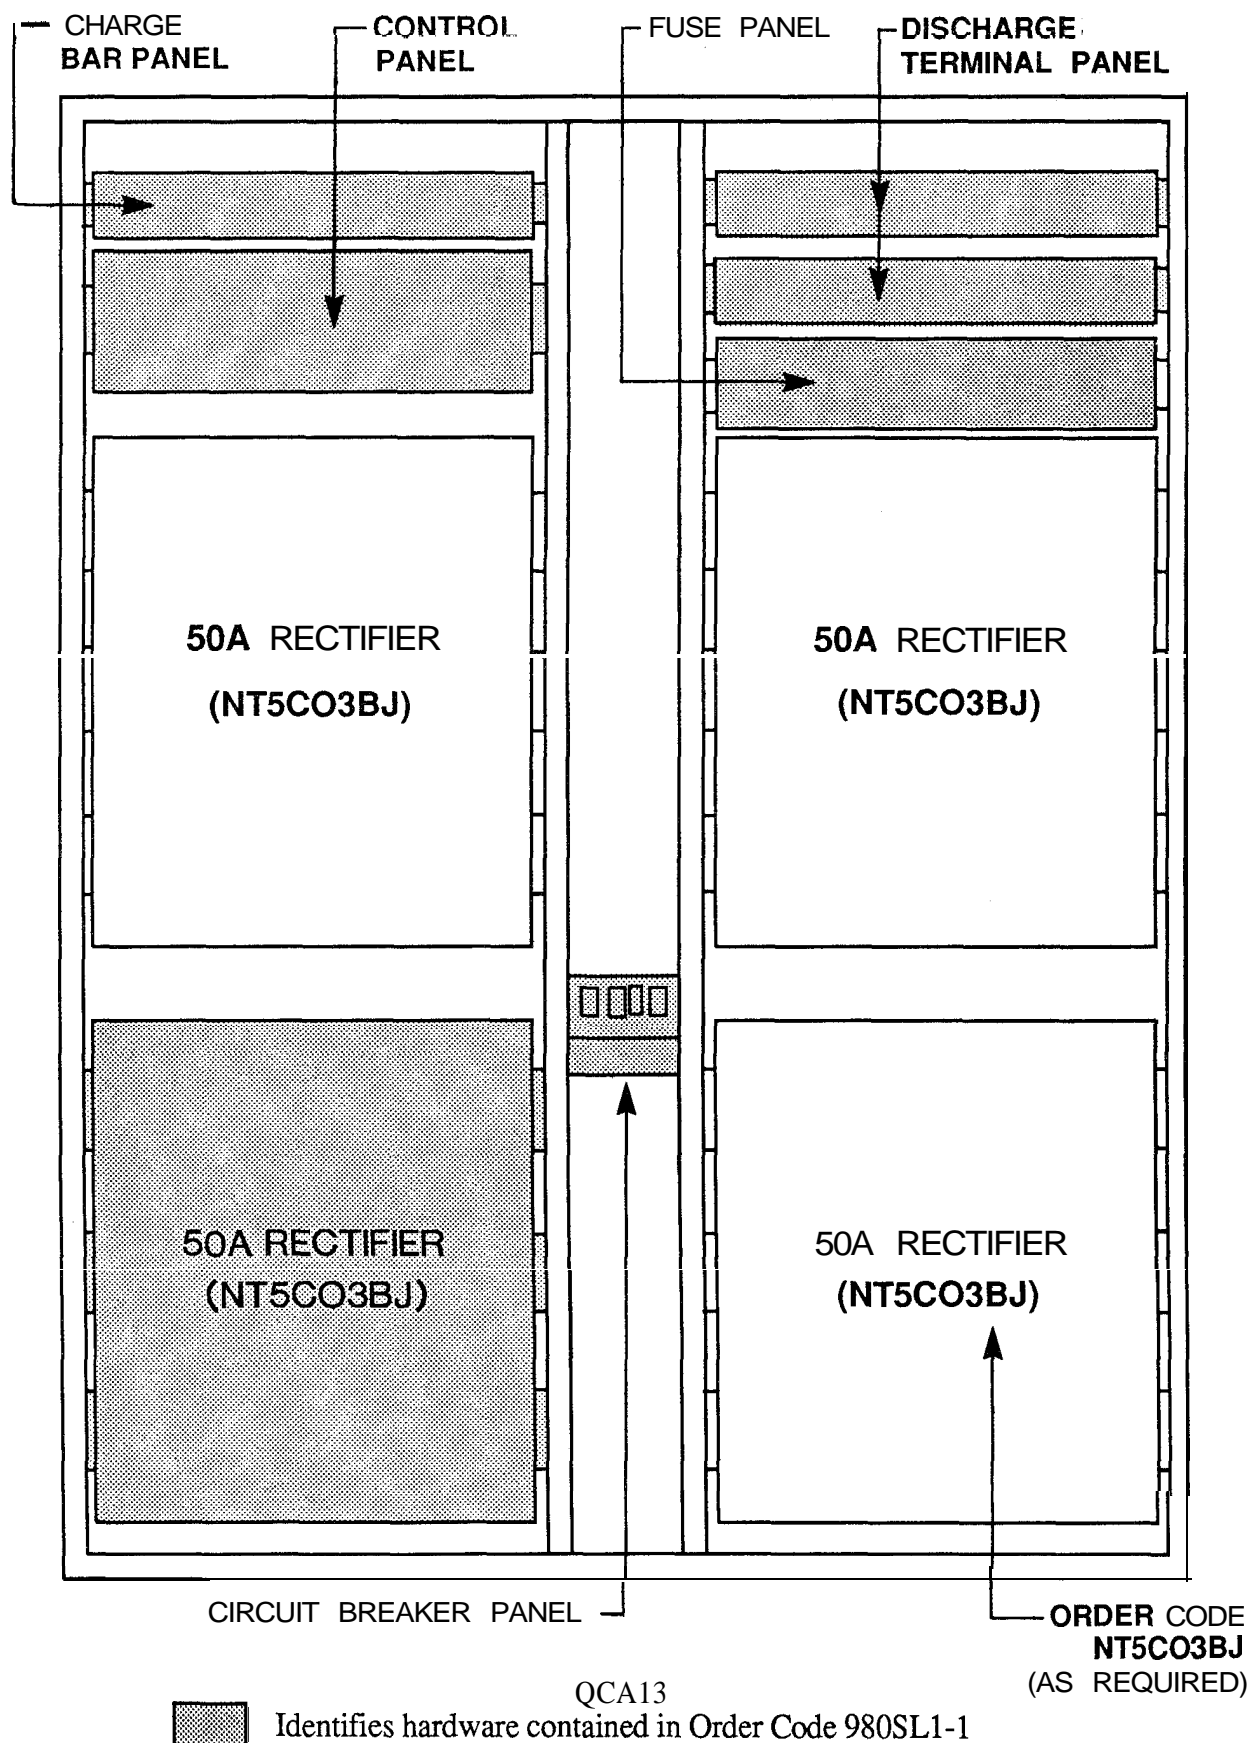 CHARGE
BAR PANEL
CONTROL
PANEL
FUSE PANEL
DISCHARGE
TERMINAL PANEL
50A RECTIFIER
(NT5CO3BJ)
50A RECTIFIER
(NT5CO3BJ)
50A RECTIFIER
(NT5CO3BJ)
50A RECTIFIER
(NT5CO3BJ)
CIRCUIT BREAKER PANEL
ORDER CODE
NT5CO3BJ
(AS REQUIRED)
QCA13
Identifies hardware contained in Order Code 980SL1-1